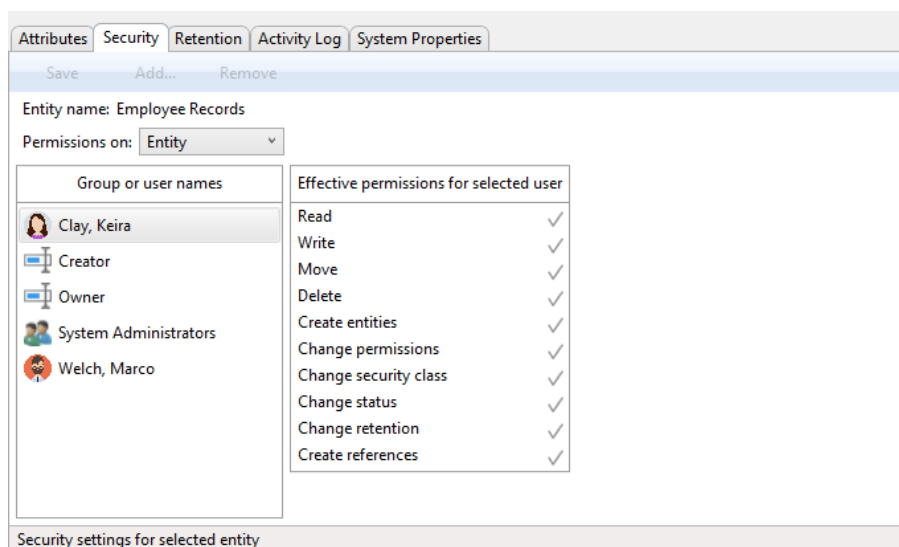 Attributes Security Retention Activity Log System Properties
Save Add... Remove
Entity name: Employee Records
Permissions on: Entity
Group or user names
Clay, Keira
Creator
Owner
System Administrators
Welch, Marco
Effective permissions for selected user
Read
Write
Move
Delete
Create entities
Change permissions
Change security class
Change status
Change retention
Create references
Security settings for selected entity